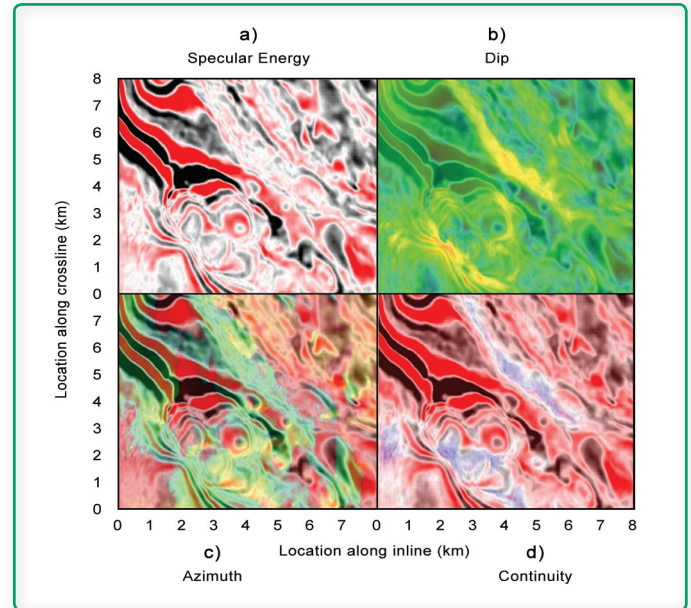 a)
b)
Specular Energy
Dip
8
7
6
5
4
3
2
1
0
7
6
5
4
3
2
1
0
Location along crossline (km)
0 1 2 3 4 5 6 7 0 1 2 3 4 5 6 7 8
c)
Location along inline (km)
d)
Azimuth
Continuity